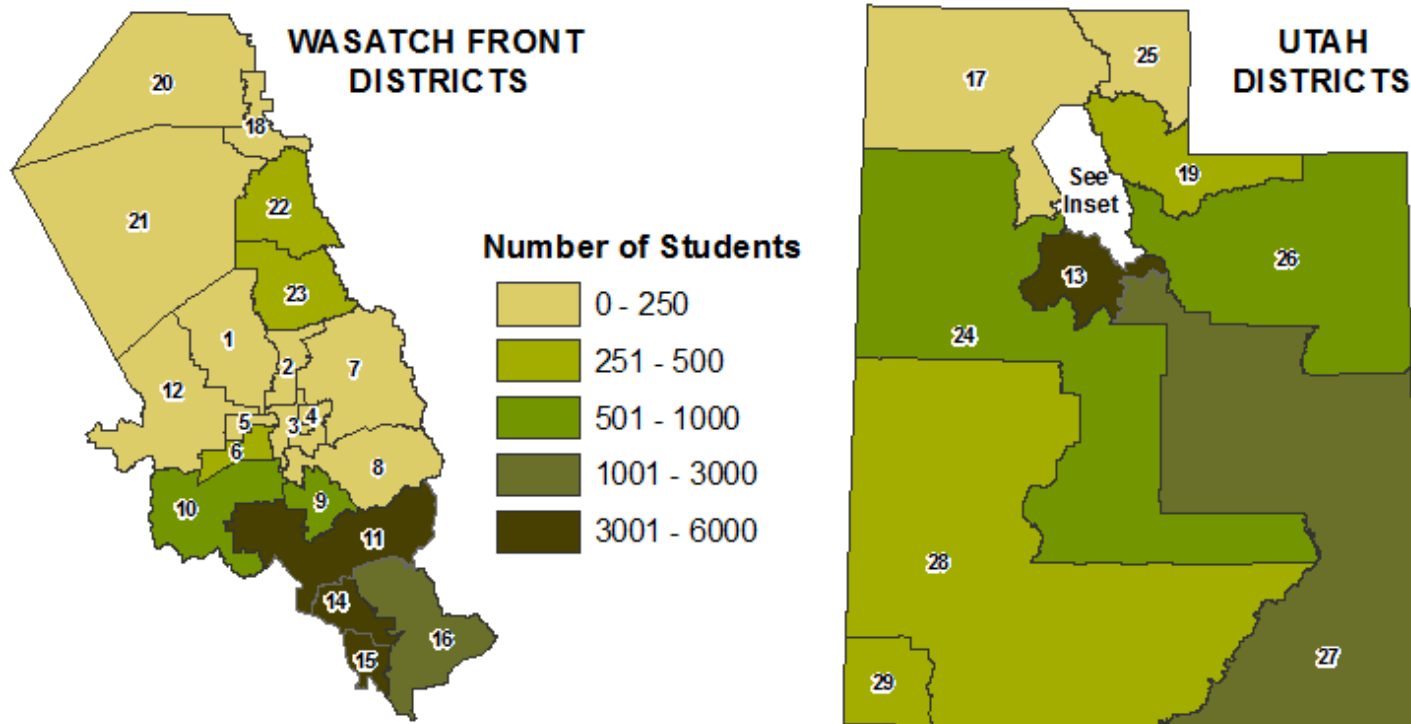 WASATCH FRONT
DISTRICTS
20
18
21
22
23
1
2
7
12
5
3
4
6
8
10
9
11
14
16
15
Number of Students
0 - 250
251 - 500
501 - 1000
1001 - 3000
3001 - 6000
UTAH
DISTRICTS
17
25
See
Inset
19
13
26
24
28
27
29